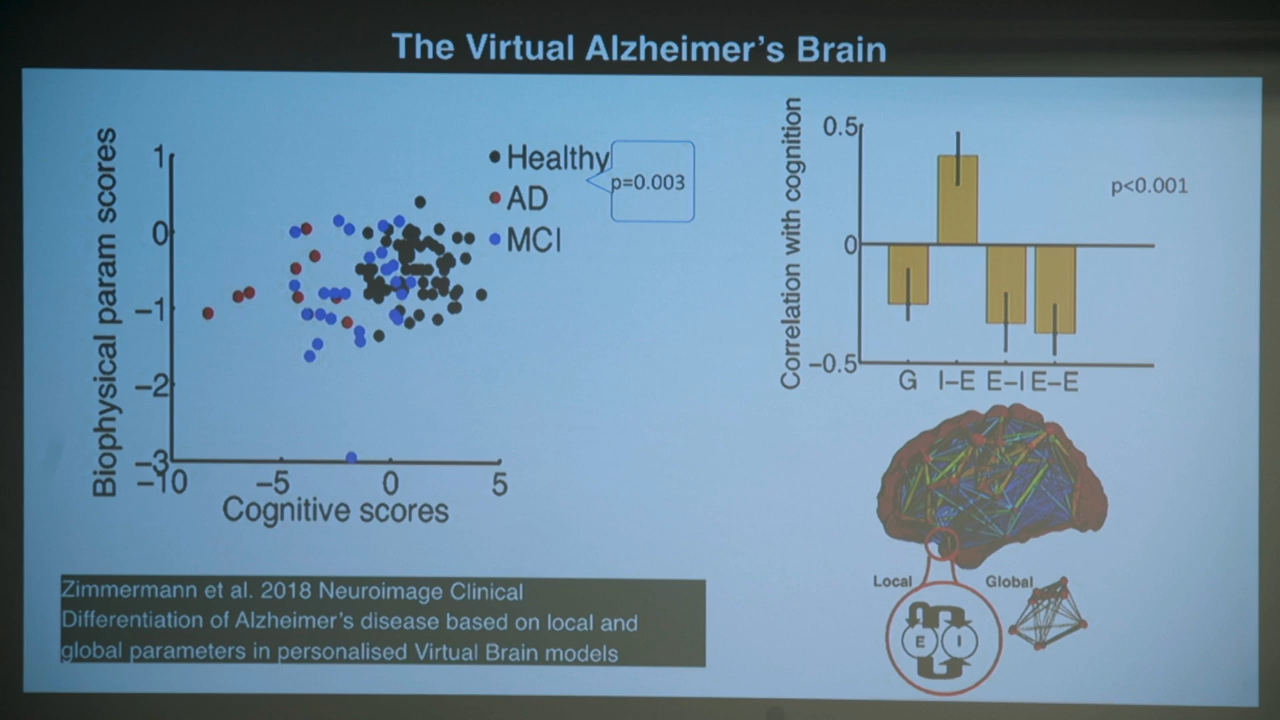 The Virtual Alzheimer's Brain
Biophysical param scores
1
0
−1
−2
−3
−10
−5
0
5
Cognitive scores
Healthy
AD
MCI
p=0.003
Correlation with cognition
0.5
0
−0.5
G
I−E
E−I
E−E
p<0.001
Local
Global
E
I
Zimmermann et al. 2018 Neuroimage Clinical
Differentiation of Alzheimer's disease based on local and
global parameters in personalised Virtual Brain models